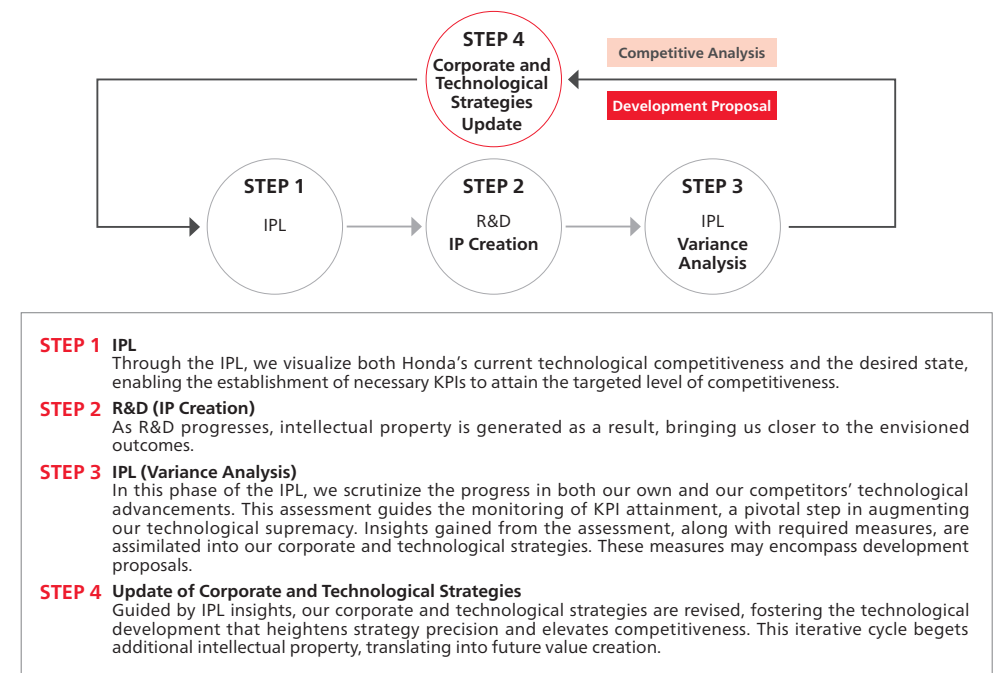 STEP 4
Corporate and
Technological
Strategies
Update
Competitive Analysis
Development Proposal
STEP 1
IPL
STEP 2
R&D
IP Creation
STEP 3
IPL
Variance
Analysis
STEP 1 IPL
Through the IPL, we visualize both Honda’s current technological competitiveness and the desired state,
enabling the establishment of necessary KPIs to attain the targeted level of competitiveness.
STEP 2 R&D (IP Creation)
As R&D progresses, intellectual property is generated as a result, bringing us closer to the envisioned
outcomes.
STEP 3 IPL (Variance Analysis)
In this phase of the IPL, we scrutinize the progress in both our own and our competitors’ technological
advancements. This assessment guides the monitoring of KPI attainment, a pivotal step in augmenting
our technological supremacy. Insights gained from the assessment, along with required measures, are
assimilated into our corporate and technological strategies. These measures may encompass development
proposals.
STEP 4 Update of Corporate and Technological Strategies
Guided by IPL insights, our corporate and technological strategies are revised, fostering the technological
development that heightens strategy precision and elevates competitiveness. This iterative cycle begets
additional intellectual property, translating into future value creation.